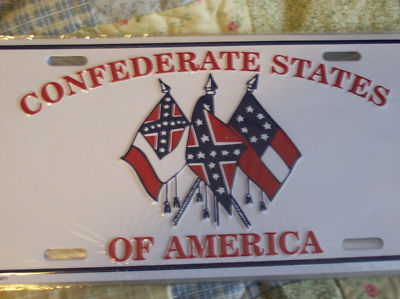 CONFEDERATE STATES
OF AMERICA